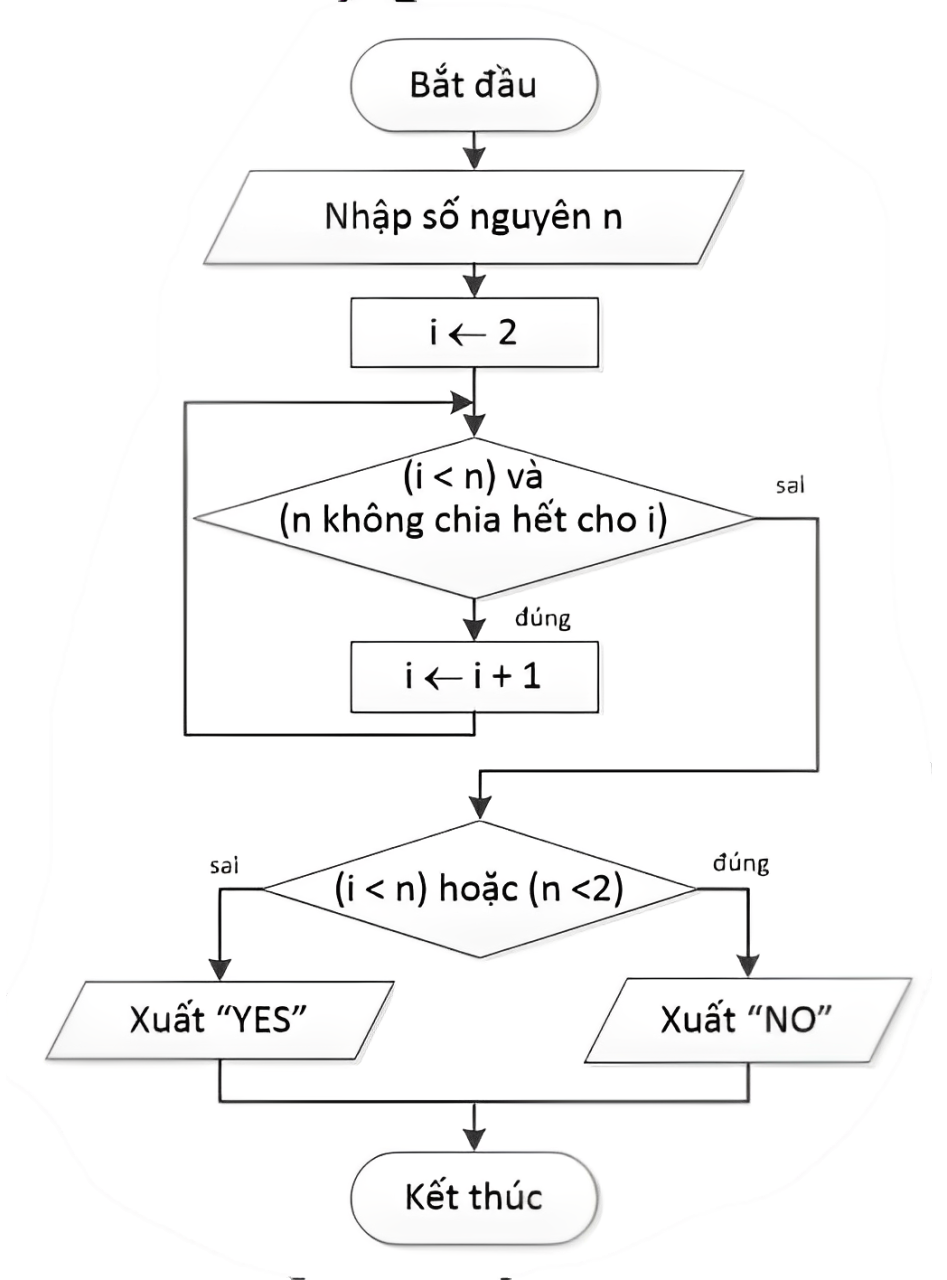 Bắt đầu
Nhập số nguyên n
i ← 2
(i < n) và
(n không chia hết cho i)
sai
đúng
i ← i + 1
(i < n) hoặc (n <2)
sai
đúng
Xuất “YES”
Xuất “NO”
Kết thúc